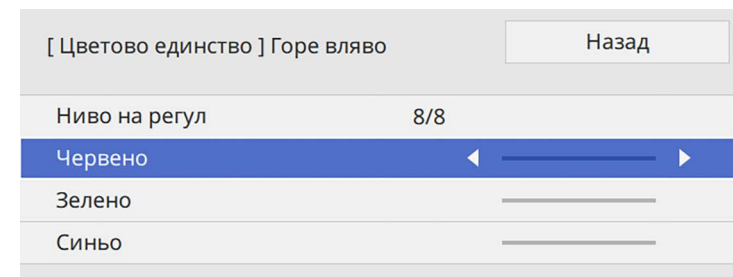 [ Цветово единство ] Горе вляво
Назад
Ниво на регул 8/8
Червено
Зелено
Синьо